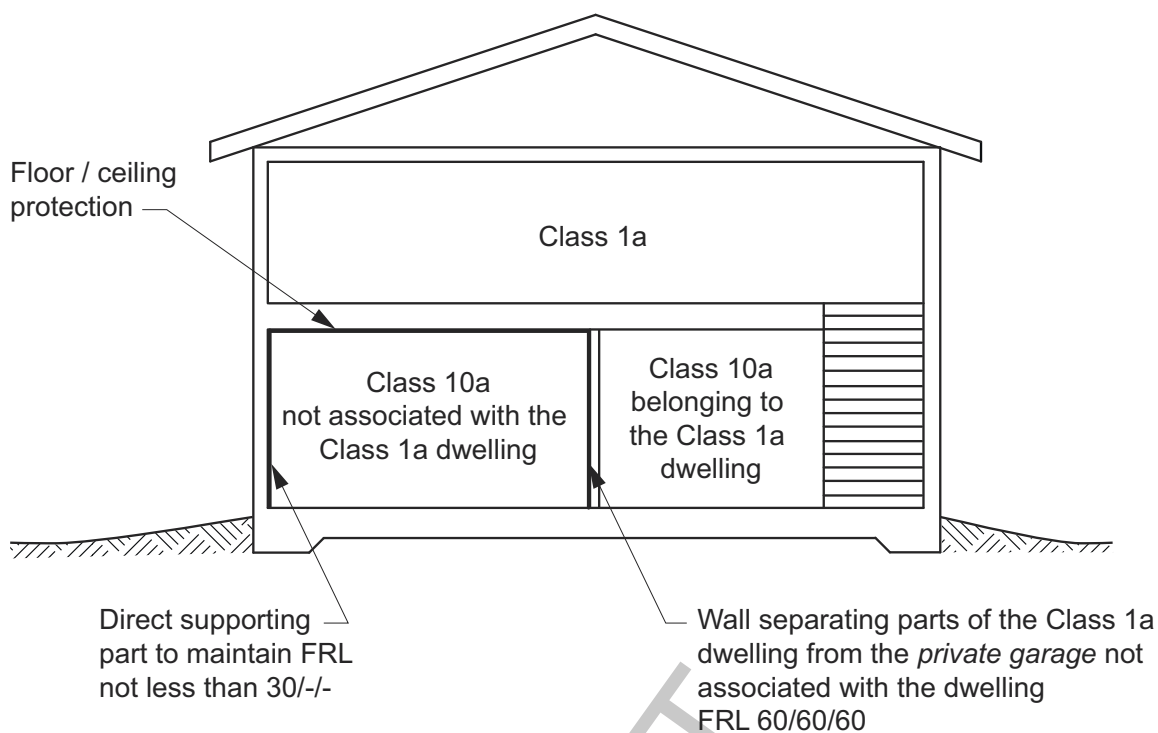 Floor / ceiling
protection
Class 1a
Class 10a
not associated with the
Class 1a dwelling
Class 10a
belonging to
the Class 1a
dwelling
Direct supporting
part to maintain FRL
not less than 30/-/-
Wall separating parts of the Class 1a
dwelling from the private garage not
associated with the dwelling
FRL 60/60/60
T